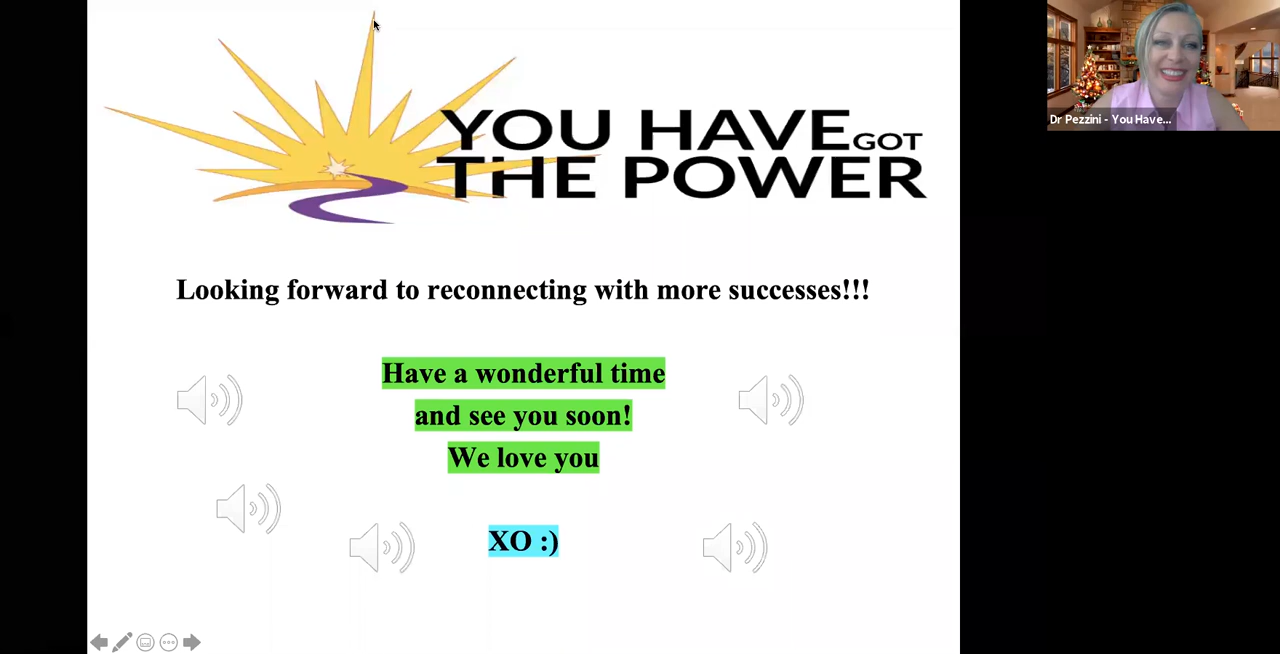 YOU HAVE GOT
THE POWER
Dr Pezzini - You Have...
Looking forward to reconnecting with more successes!!!
Have a wonderful time
and see you soon!
We love you
XO :)